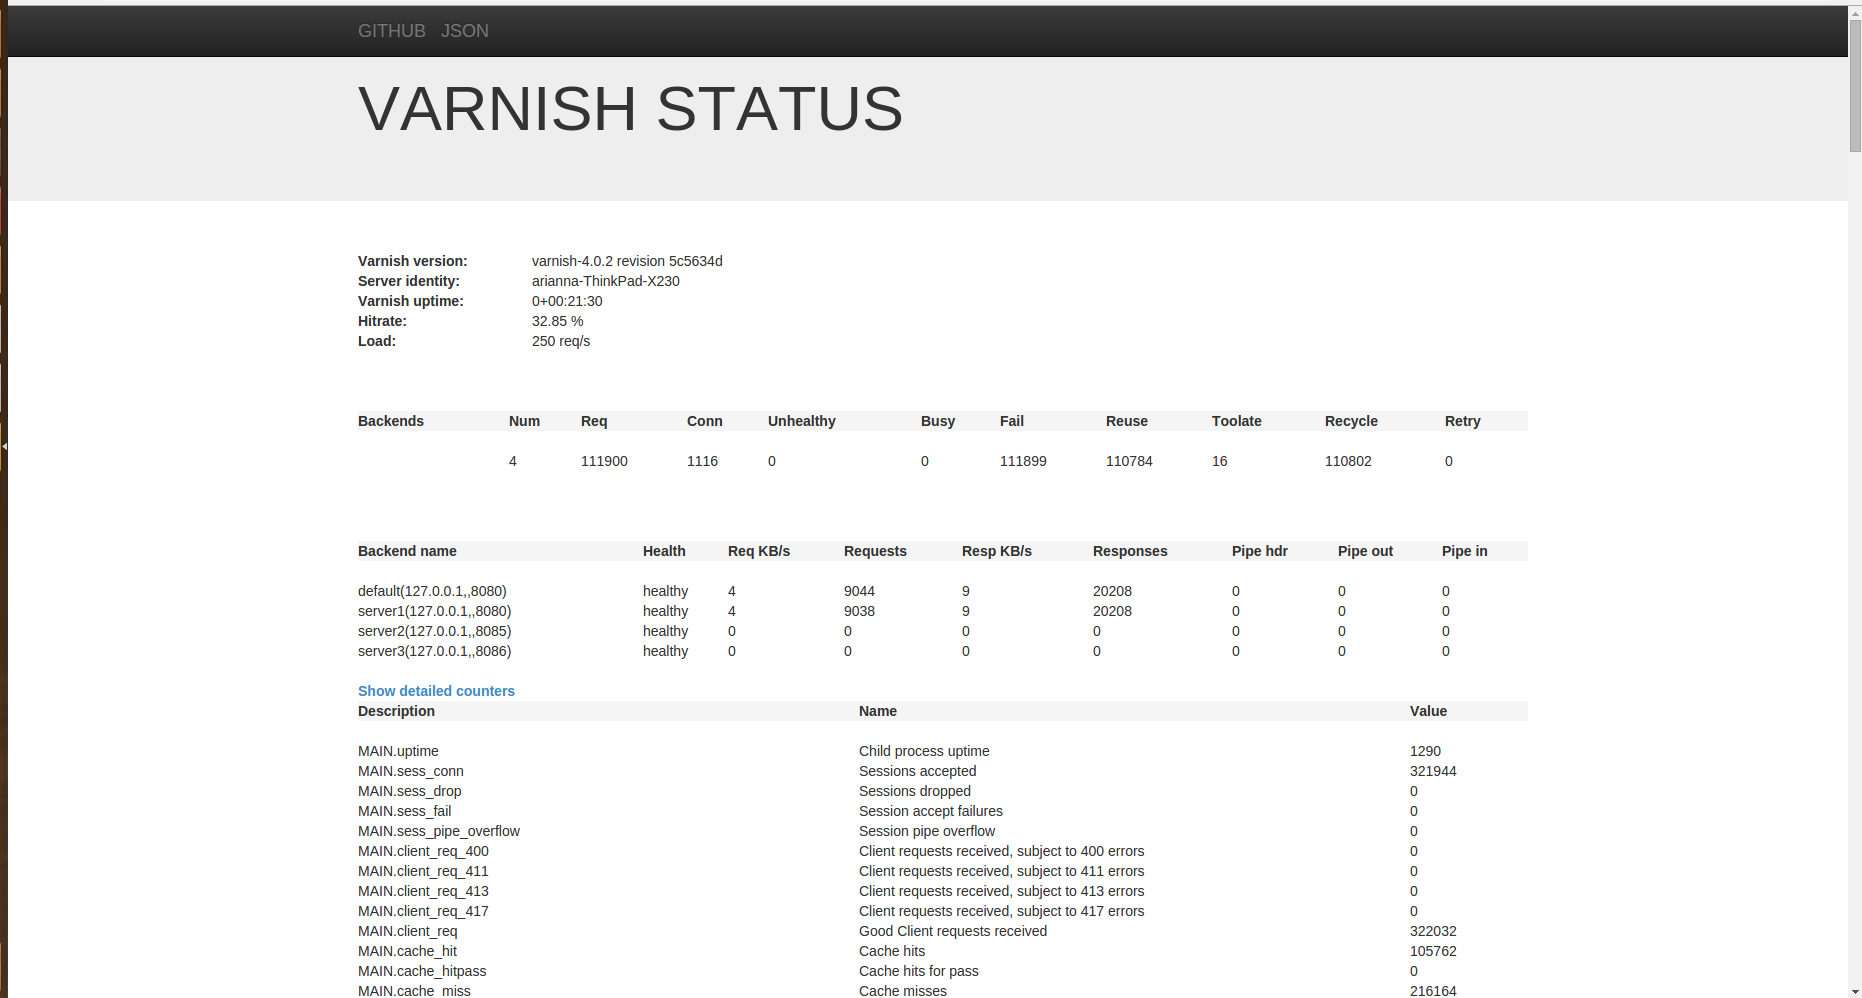 GITHUB JSON
VARNISH STATUS
Varnish version: varnish-4.0.2 revision 5c5634d
Server identity: arianna-ThinkPad-X230
Varnish uptime: 0+00:21:30
Hitrate: 32.85 %
Load: 250 req/s
Backends Num Req Conn Unhealthy Busy Fail Reuse Toolate Recycle Retry
4 111900 1116 0 0 111899 110784 16 110802 0
Backend name Health Req KB/s Requests Resp KB/s Responses Pipe hdr Pipe out Pipe in
default(127.0.0.1,,8080) healthy 4 9044 9 20208 0 0 0
server1(127.0.0.1,,8080) healthy 4 9038 9 20208 0 0 0
server2(127.0.0.1,,8085) healthy 0 0 0 0 0 0 0
server3(127.0.0.1,,8086) healthy 0 0 0 0 0 0 0
Show detailed counters
Description Name Value
MAIN.uptime Child process uptime 1290
MAIN.sess_conn Sessions accepted 321944
MAIN.sess_drop Sessions dropped 0
MAIN.sess_fail Session accept failures 0
MAIN.sess_pipe_overflow Session pipe overflow 0
MAIN.client_req_400 Client requests received, subject to 400 errors 0
MAIN.client_req_411 Client requests received, subject to 411 errors 0
MAIN.client_req_413 Client requests received, subject to 413 errors 0
MAIN.client_req_417 Client requests received, subject to 417 errors 0
MAIN.client_req Good Client requests received 322032
MAIN.cache_hit Cache hits 105762
MAIN.cache_hitpass Cache hits for pass 0
MAIN.cache_miss Cache misses 216164